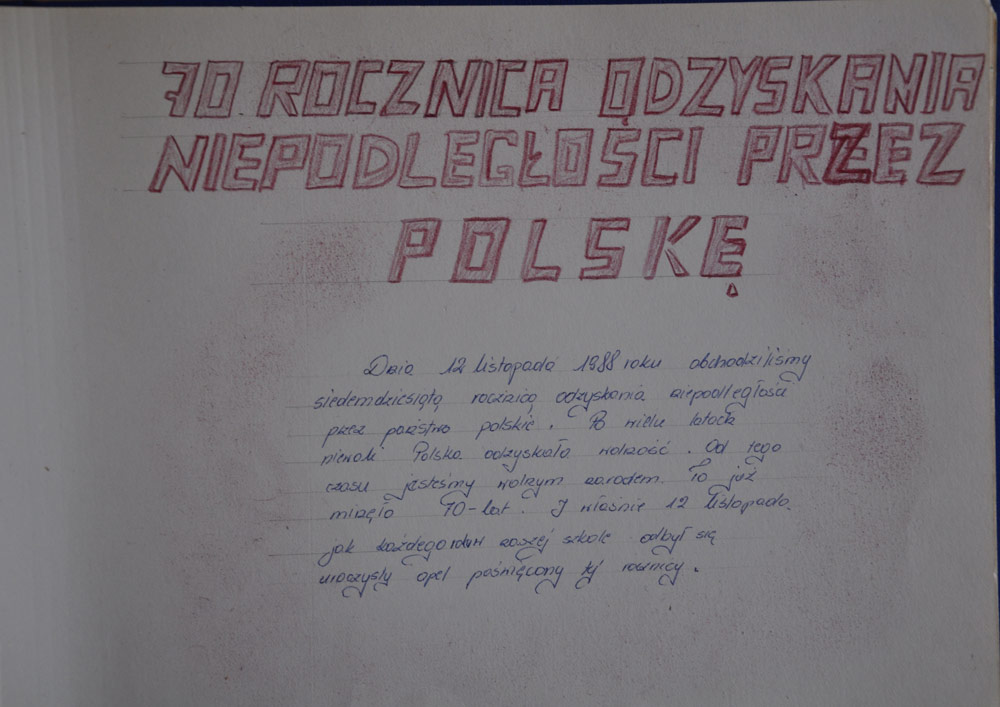 70 ROCZNICA ODZYSKANIA
NIEPODLEGŁOŚCI PRZEZ
POLSKĘ
Dnia 12 listopada 1988 roku obchodziliśmy
siedemdziesiątą rocznicę odzyskania niepodległości
przez państwo polskie. Po wielu latach
niewoli Polska odzyskała wolność. Od tego
czasu jesteśmy wolnym narodem. To już
minęło 70-lat. I właśnie 12 listopada
jak każdego roku w naszej szkole odbył się
uroczysty apel poświęcony tej rocznicy.